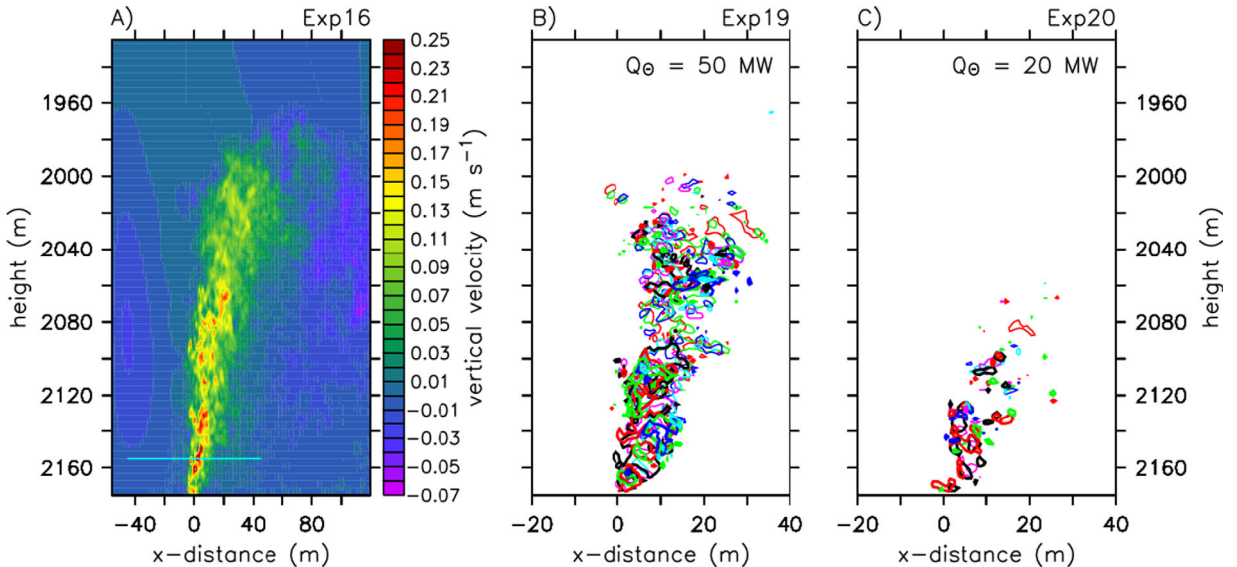 A) Exp16
B) Exp19
C) Exp20
Q_Θ = 50 MW
Q_Θ = 20 MW
height (m)
1960
2000
2040
2080
2120
2160
-40 0 40 80
x-distance (m)
0.25
0.23
0.21
0.19
0.17
0.15
0.13
0.11
0.09
0.07
0.05
0.03
0.01
-0.01
-0.03
-0.05
-0.07
vertical velocity (m s⁻¹)
-20 0 20 40
x-distance (m)
-20 0 20 40
x-distance (m)
1960
2000
2040
2080
2120
2160
height (m)